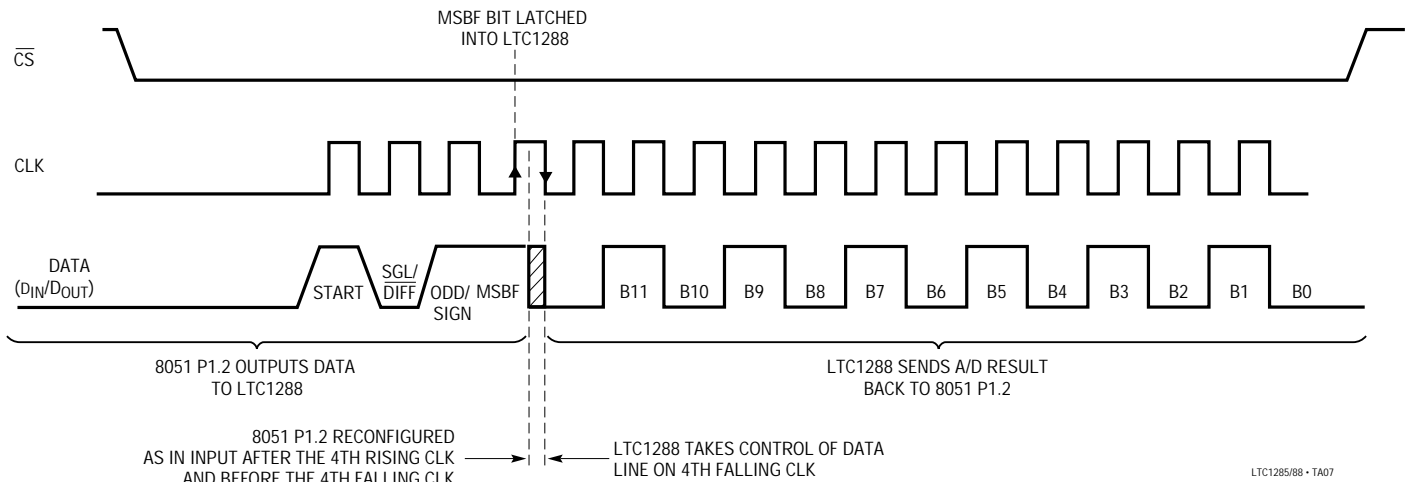 MSBF BIT LATCHED
INTO LTC1288
CS
CLK
DATA
(DIN/DOUT)
START
SGL/
DIFF
ODD/
SIGN
MSBF
B11 B10 B9 B8 B7 B6 B5 B4 B3 B2 B1 B0
8051 P1.2 OUTPUTS DATA
TO LTC1288
LTC1288 SENDS A/D RESULT
BACK TO 8051 P1.2
8051 P1.2 RECONFIGURED
AS IN INPUT AFTER THE 4TH RISING CLK
AND BEFORE THE 4TH FALLING CLK
LTC1288 TAKES CONTROL OF DATA
LINE ON 4TH FALLING CLK
LTC1285/88 • TA07